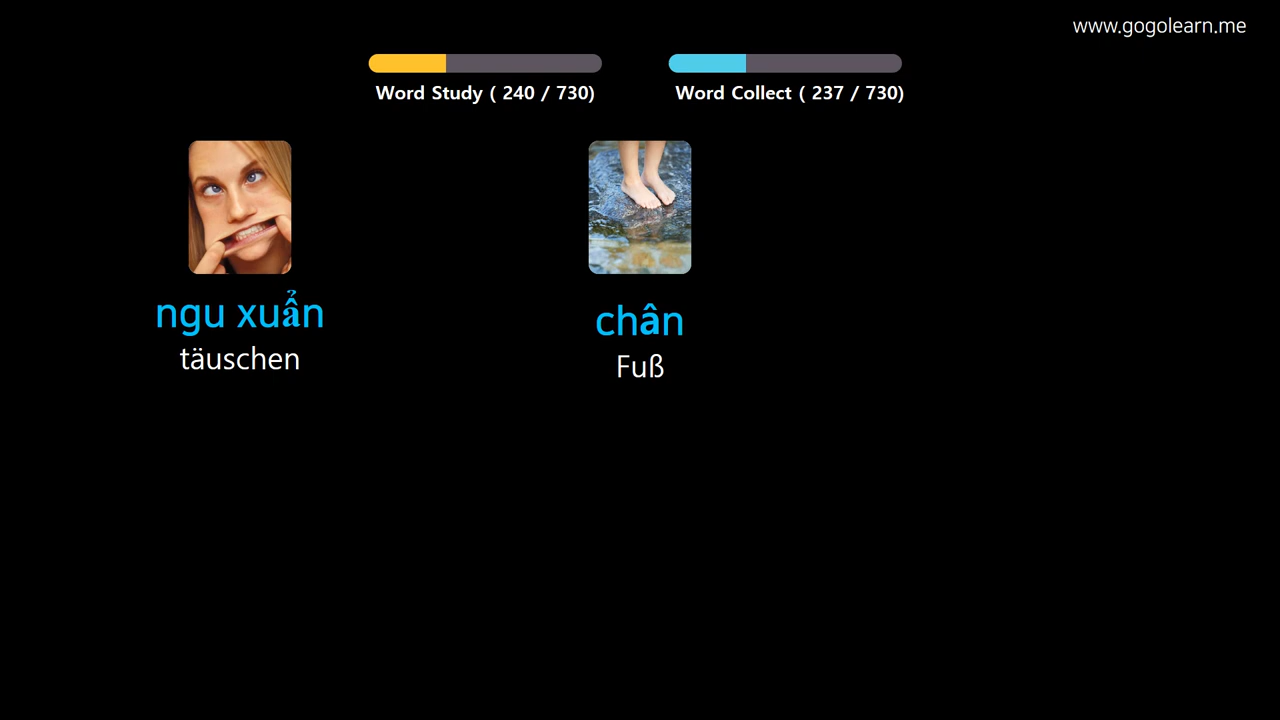 www.gogolearn.me
Word Study ( 240 / 730)
Word Collect ( 237 / 730)
ngu xuẩn
täuschen
chân
Fuß